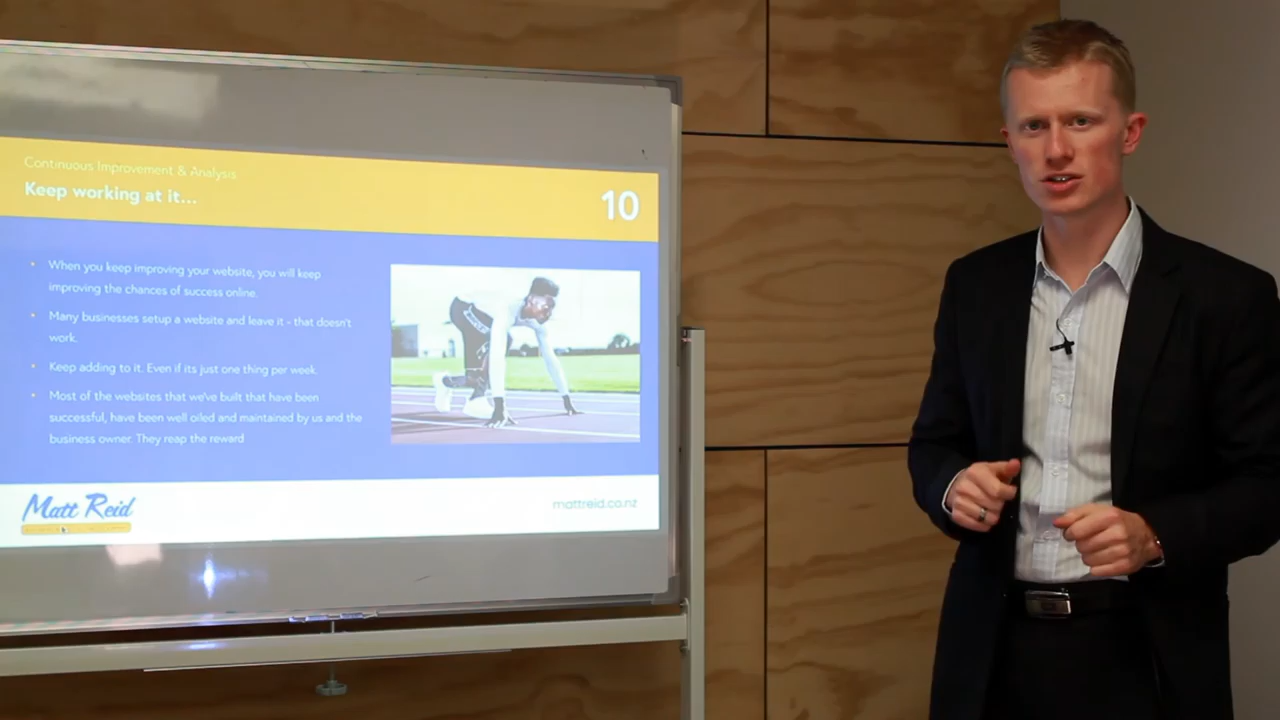 Continuous Improvement & Analysis
Keep working at it...
10
• When you keep improving your website, you will keep
improving the chances of success online.
• Many businesses setup a website and leave it - that doesn't
work.
• Keep adding to it. Even if its just one thing per week.
• Most of the websites that we've built that have been
successful, have been well oiled and maintained by us and the
business owner. They reap the reward
Matt Reid
mattreid.co.nz